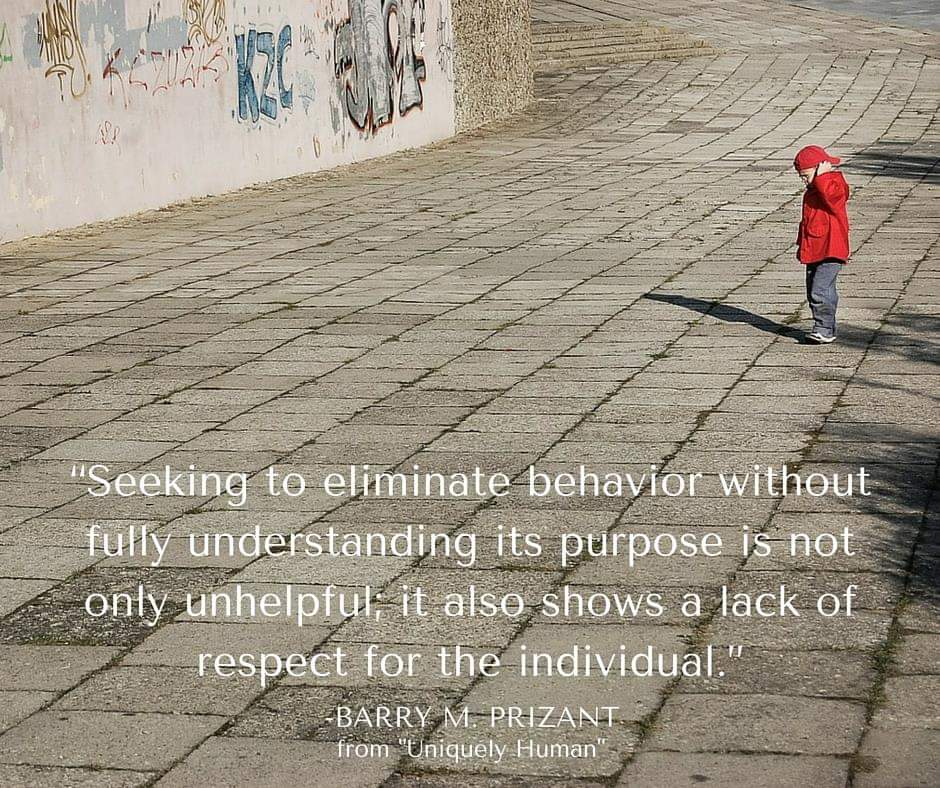 KZC
“Seeking to eliminate behavior without
fully understanding its purpose is not
only unhelpful; it also shows a lack of
respect for the individual.”
-BARRY M. PRIZANT
from "Uniquely Human"